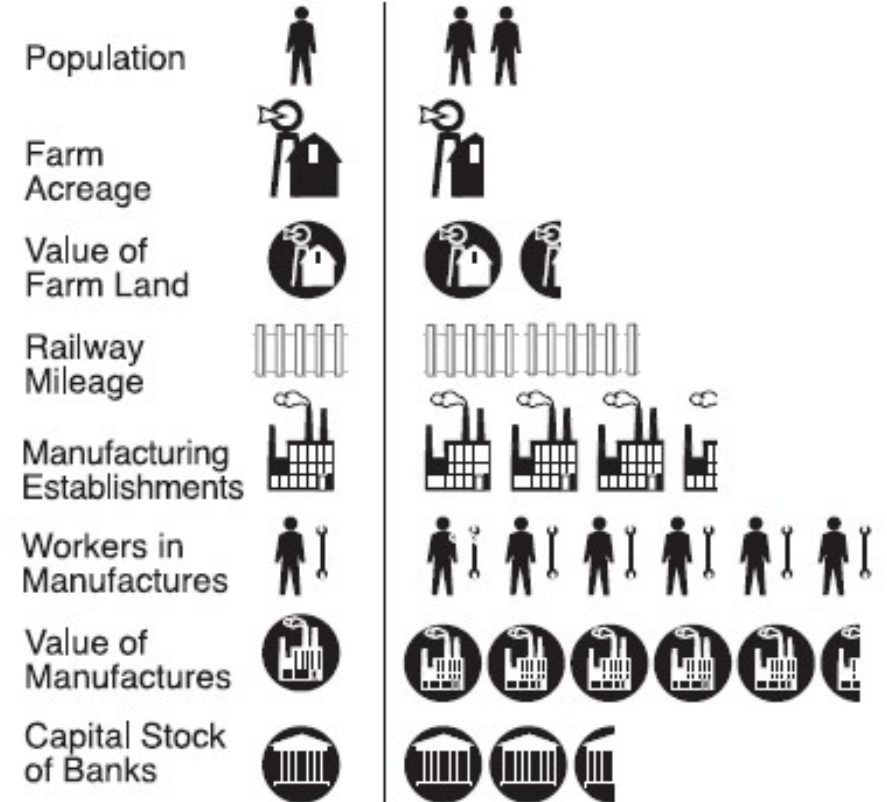 Population
Farm
Acreage
Value of
Farm Land
Railway
Mileage
Manufacturing
Establishments
Workers in
Manufactures
Value of
Manufactures
Capital Stock
of Banks